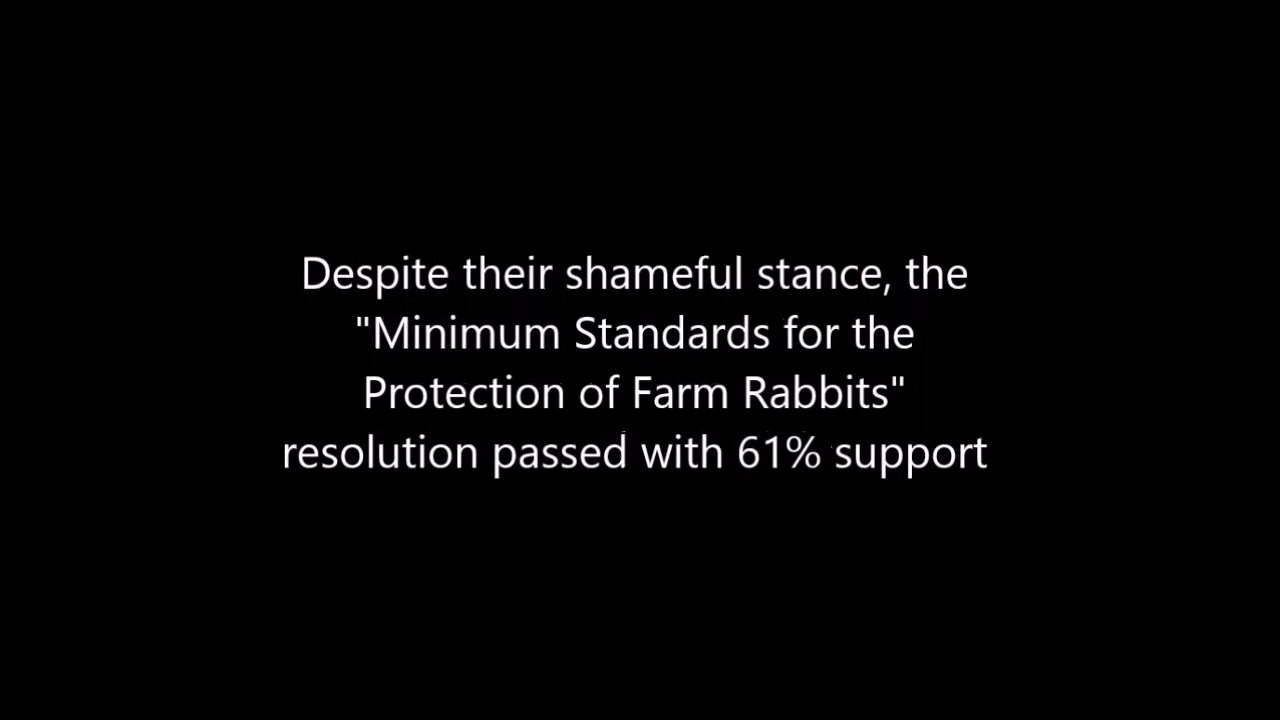 Despite their shameful stance, the
"Minimum Standards for the
Protection of Farm Rabbits"
resolution passed with 61% support